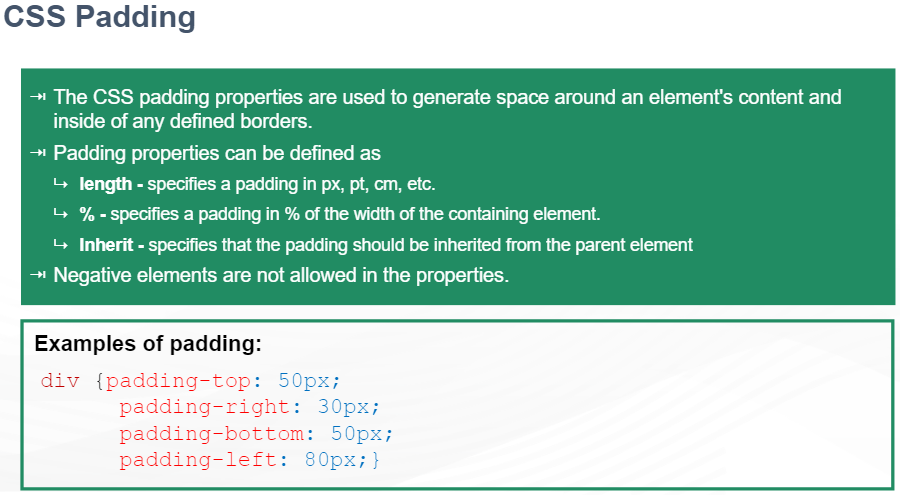 CSS Padding
⇥ The CSS padding properties are used to generate space around an element's content and
inside of any defined borders.
⇥ Padding properties can be defined as
↳ length - specifies a padding in px, pt, cm, etc.
↳ % - specifies a padding in % of the width of the containing element.
↳ Inherit - specifies that the padding should be inherited from the parent element
⇥ Negative elements are not allowed in the properties.
Examples of padding:
div {padding-top: 50px;
padding-right: 30px;
padding-bottom: 50px;
padding-left: 80px;}